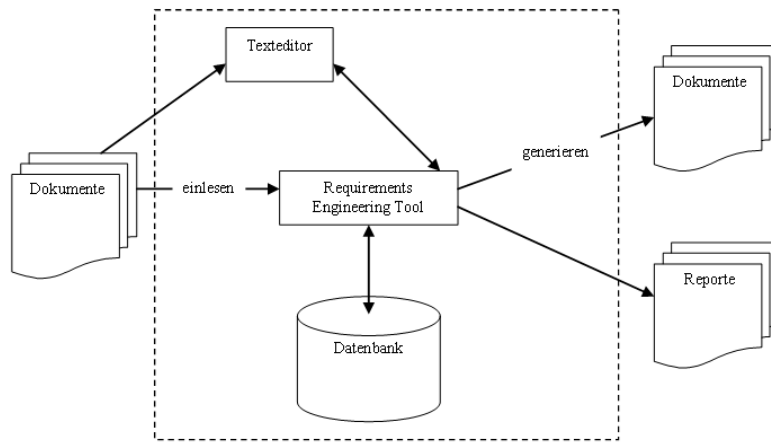 Texteditor
Dokumente
generieren
Dokumente
einlesen
Requirements
Engineering Tool
Reporte
Datenbank